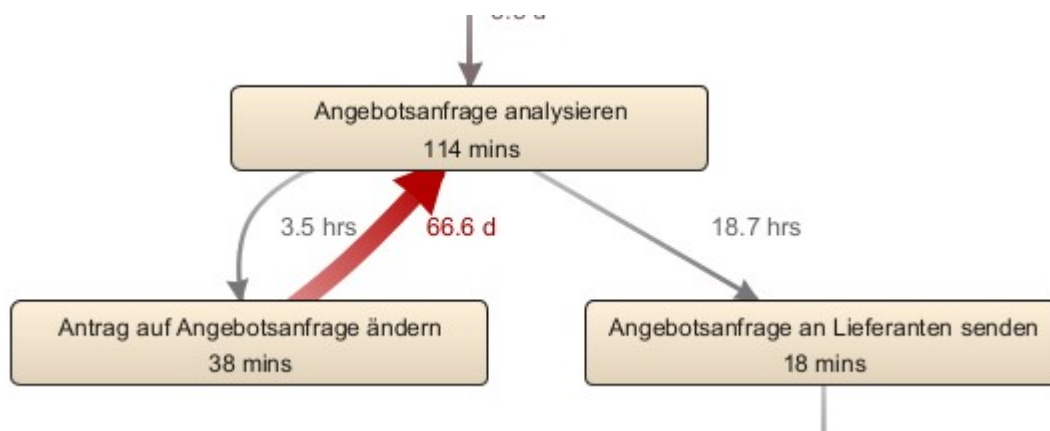 Angebotsanfrage analysieren
114 mins
3.5 hrs
66.6 d
18.7 hrs
Antrag auf Angebotsanfrage ändern
38 mins
Angebotsanfrage an Lieferanten senden
18 mins